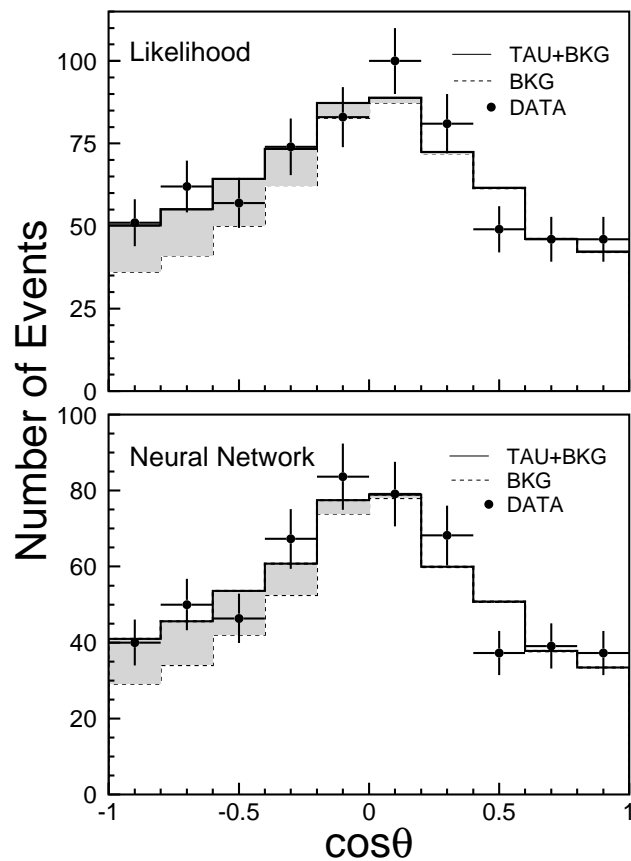 Number of Events
Likelihood
TAU+BKG
BKG
DATA
100
75
50
25
0
Neural Network
TAU+BKG
BKG
DATA
100
80
60
40
20
0
-1 -0.5 0 0.5 1
cosθ